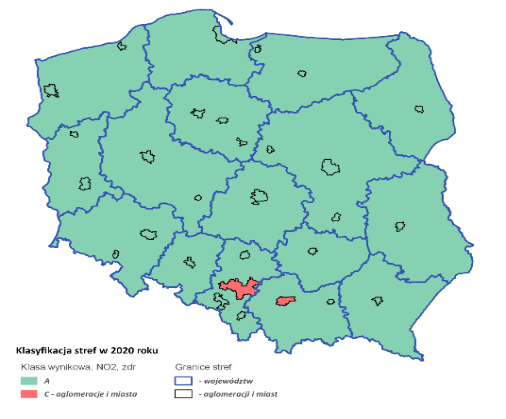 Klasyfikacja stref w 2020 roku
Klasa wynikowa. NO2, zdr
Granice stref
A
- województw
C - aglomeracje i miasta
- aglomeracji i miast